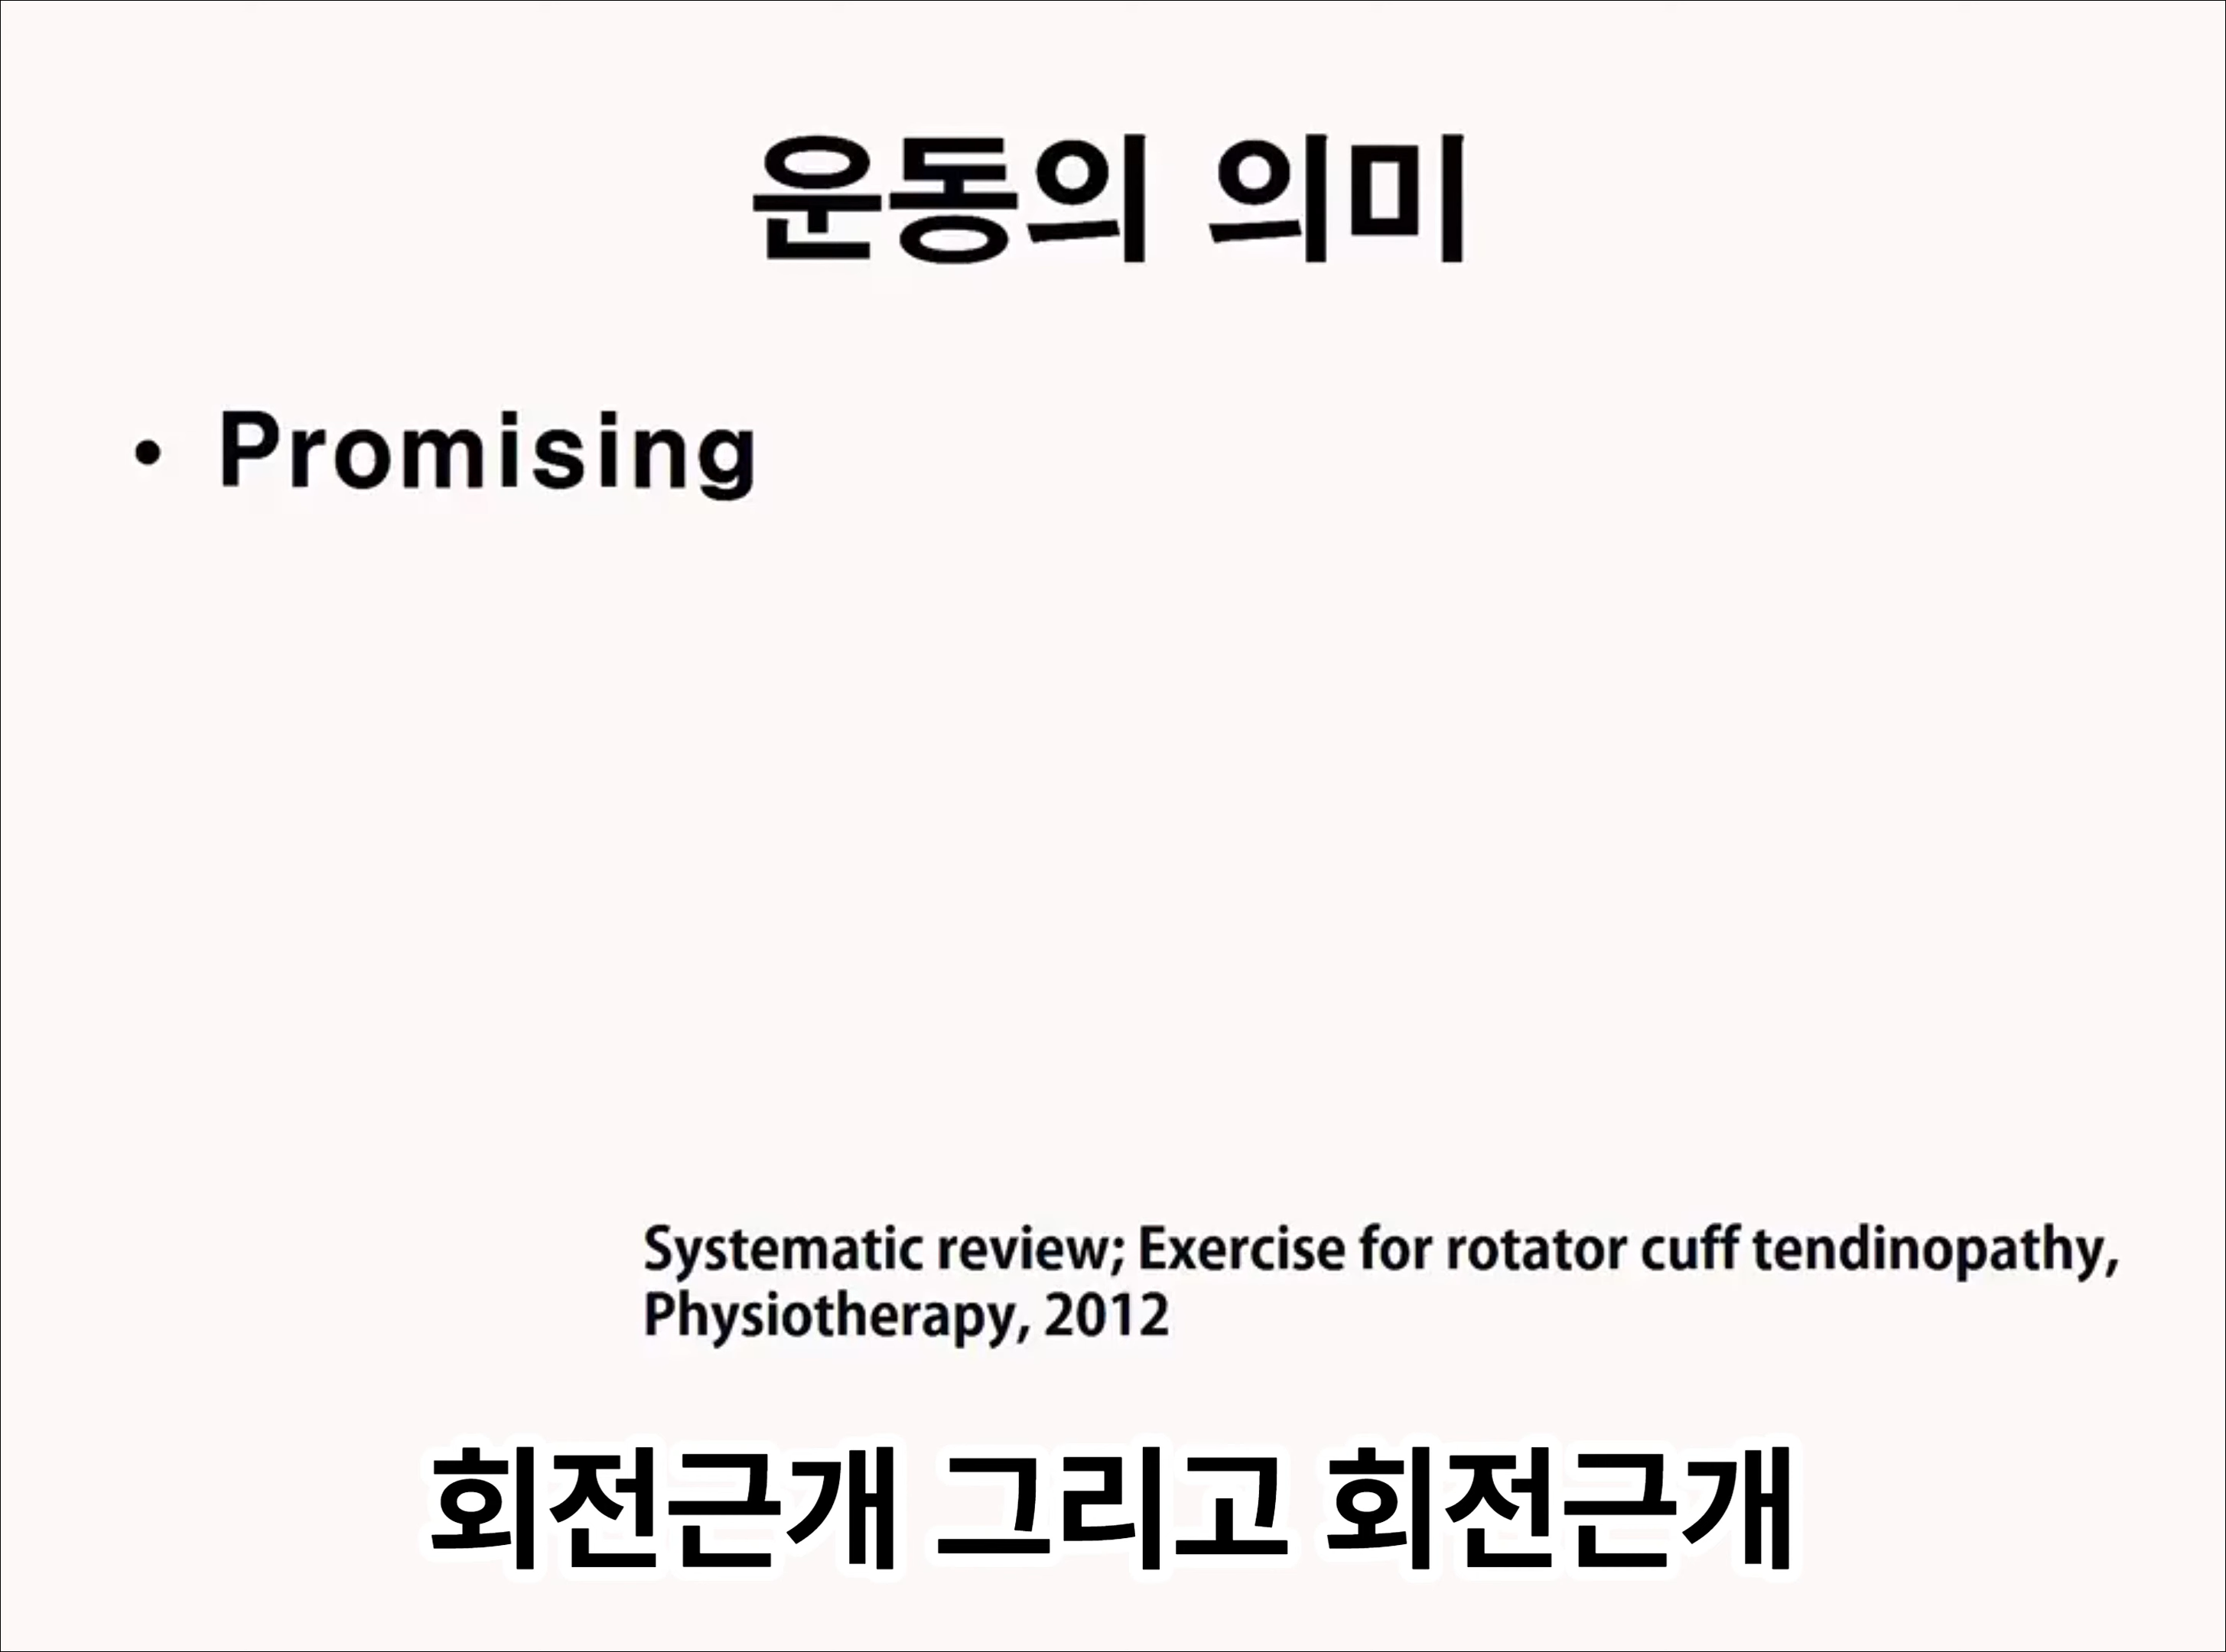 운동의 의미
• Promising
Systematic review; Exercise for rotator cuff tendinopathy,
Physiotherapy, 2012
회전근개 그리고 회전근개